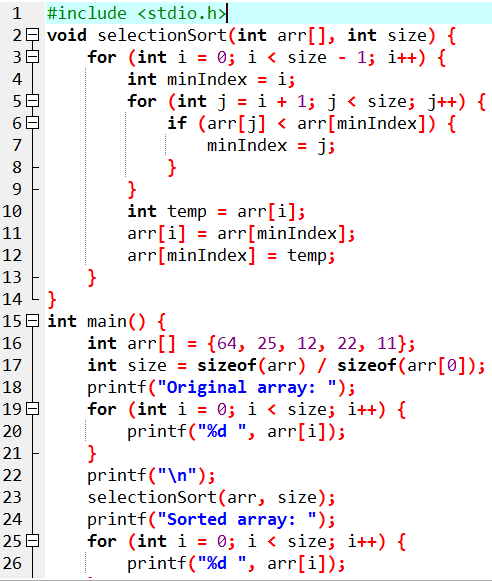 1 #include <stdio.h>
2 void selectionSort(int arr[], int size) {
3     for (int i = 0; i < size - 1; i++) {
4         int minIndex = i;
5         for (int j = i + 1; j < size; j++) {
6             if (arr[j] < arr[minIndex]) {
7                 minIndex = j;
8             }
9         }
10         int temp = arr[i];
11         arr[i] = arr[minIndex];
12         arr[minIndex] = temp;
13     }
14 }
15 int main() {
16     int arr[] = {64, 25, 12, 22, 11};
17     int size = sizeof(arr) / sizeof(arr[0]);
18     printf("Original array: ");
19     for (int i = 0; i < size; i++) {
20         printf("%d ", arr[i]);
21     }
22     printf("\n");
23     selectionSort(arr, size);
24     printf("Sorted array: ");
25     for (int i = 0; i < size; i++) {
26         printf("%d ", arr[i]);